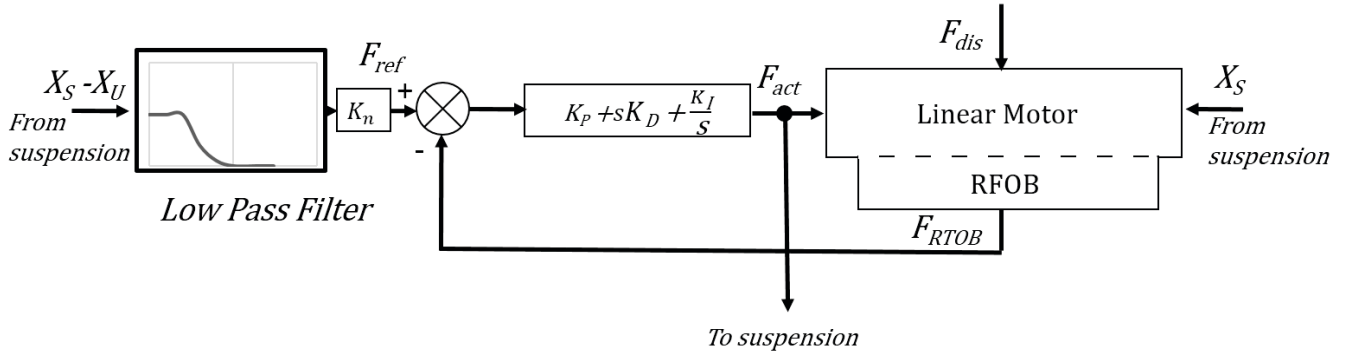 X_S -X_U
From
suspension
Low Pass Filter
F_ref
K_n
+
-
K_P +sK_D + K_I/s
F_act
To suspension
F_dis
Linear Motor
RFOB
F_RTOB
X_S
From
suspension